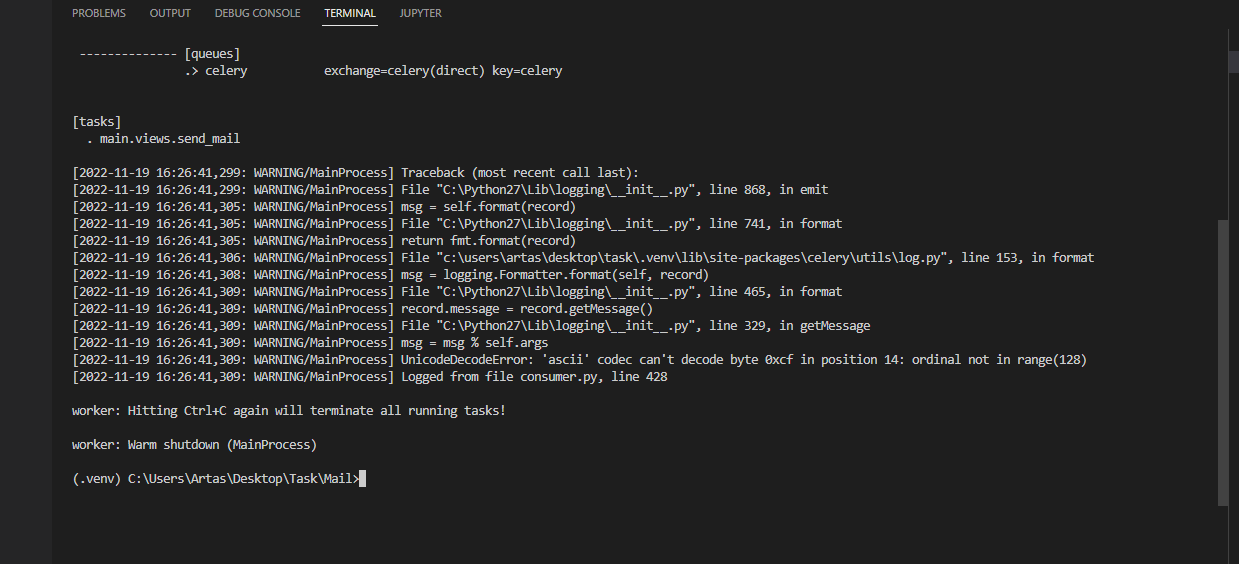 PROBLEMS OUTPUT DEBUG CONSOLE TERMINAL JUPYTER
-------------- [queues]
.> celery exchange=celery(direct) key=celery
[tasks]
. main.views.send_mail
[2022-11-19 16:26:41,299: WARNING/MainProcess] Traceback (most recent call last):
[2022-11-19 16:26:41,299: WARNING/MainProcess] File "C:\Python27\Lib\logging\__init__.py", line 868, in emit
[2022-11-19 16:26:41,305: WARNING/MainProcess] msg = self.format(record)
[2022-11-19 16:26:41,305: WARNING/MainProcess] File "C:\Python27\Lib\logging\__init__.py", line 741, in format
[2022-11-19 16:26:41,305: WARNING/MainProcess] return fmt.format(record)
[2022-11-19 16:26:41,306: WARNING/MainProcess] File "c:\users\artas\desktop\task\.venv\lib\site-packages\celery\utils\log.py", line 153, in format
[2022-11-19 16:26:41,308: WARNING/MainProcess] msg = logging.Formatter.format(self, record)
[2022-11-19 16:26:41,309: WARNING/MainProcess] File "C:\Python27\Lib\logging\__init__.py", line 465, in format
[2022-11-19 16:26:41,309: WARNING/MainProcess] record.message = record.getMessage()
[2022-11-19 16:26:41,309: WARNING/MainProcess] File "C:\Python27\Lib\logging\__init__.py", line 329, in getMessage
[2022-11-19 16:26:41,309: WARNING/MainProcess] msg = msg % self.args
[2022-11-19 16:26:41,309: WARNING/MainProcess] UnicodeDecodeError: 'ascii' codec can't decode byte 0xcf in position 14: ordinal not in range(128)
[2022-11-19 16:26:41,309: WARNING/MainProcess] Logged from file consumer.py, line 428
worker: Hitting Ctrl+C again will terminate all running tasks!
worker: Warm shutdown (MainProcess)
(.venv) C:\Users\Artas\Desktop\Task\Mail>